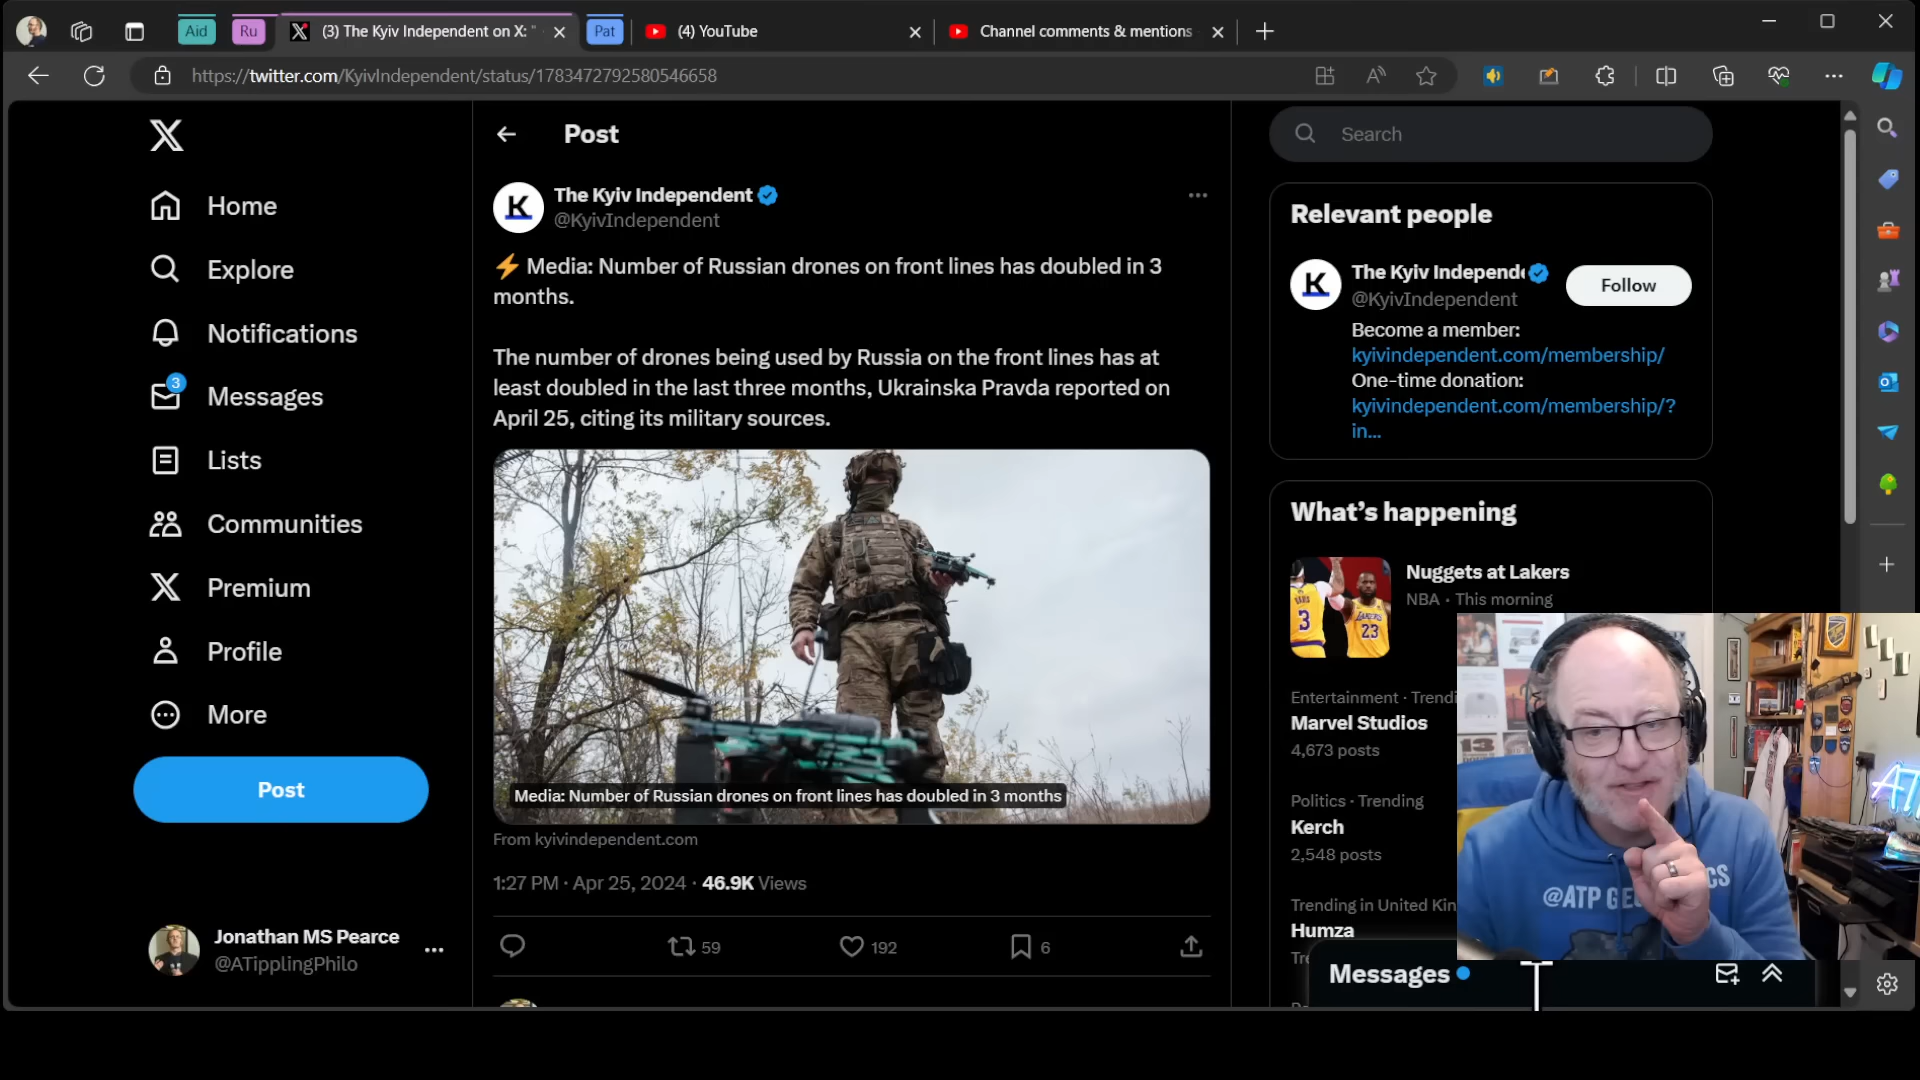 Aid
Ru
(3) The Kyiv Independent on X: "
Pat
(4) YouTube
Channel comments & mentions
https://twitter.com/KyivIndependent/status/1783472792580546658
Post
Search
Home
Explore
Notifications
3
Messages
Lists
Communities
Premium
Profile
More
Post
Jonathan MS Pearce
@ATipplingPhilo
K
The Kyiv Independent
@KyivIndependent
⚡ Media: Number of Russian drones on front lines has doubled in 3
months.
The number of drones being used by Russia on the front lines has at
least doubled in the last three months, Ukrainska Pravda reported on
April 25, citing its military sources.
Media: Number of Russian drones on front lines has doubled in 3 months
From kyivindependent.com
1:27 PM · Apr 25, 2024 · 46.9K Views
59
192
6
Relevant people
K
The Kyiv Independe
@KyivIndependent
Follow
Become a member:
kyivindependent.com/membership/
One-time donation:
kyivindependent.com/membership/?
in...
What's happening
Nuggets at Lakers
NBA · This morning
3
23
Entertainment · Trendi
Marvel Studios
4,673 posts
Politics · Trending
Kerch
2,548 posts
Trending in United Kin
Humza
Messages